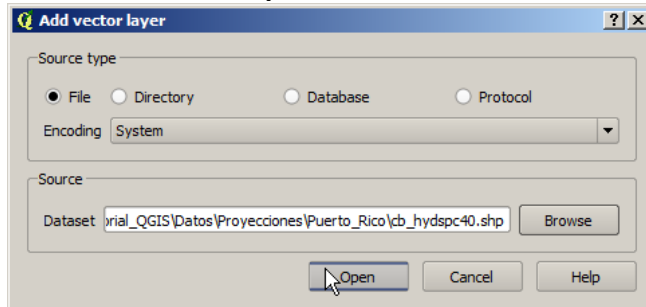 Add vector layer
Source type
File Directory Database Protocol
Encoding System
Source
Dataset orial_QGIS\Datos\Proyecciones\Puerto_Rico\cb_hydspc40.shp Browse
Open Cancel Help